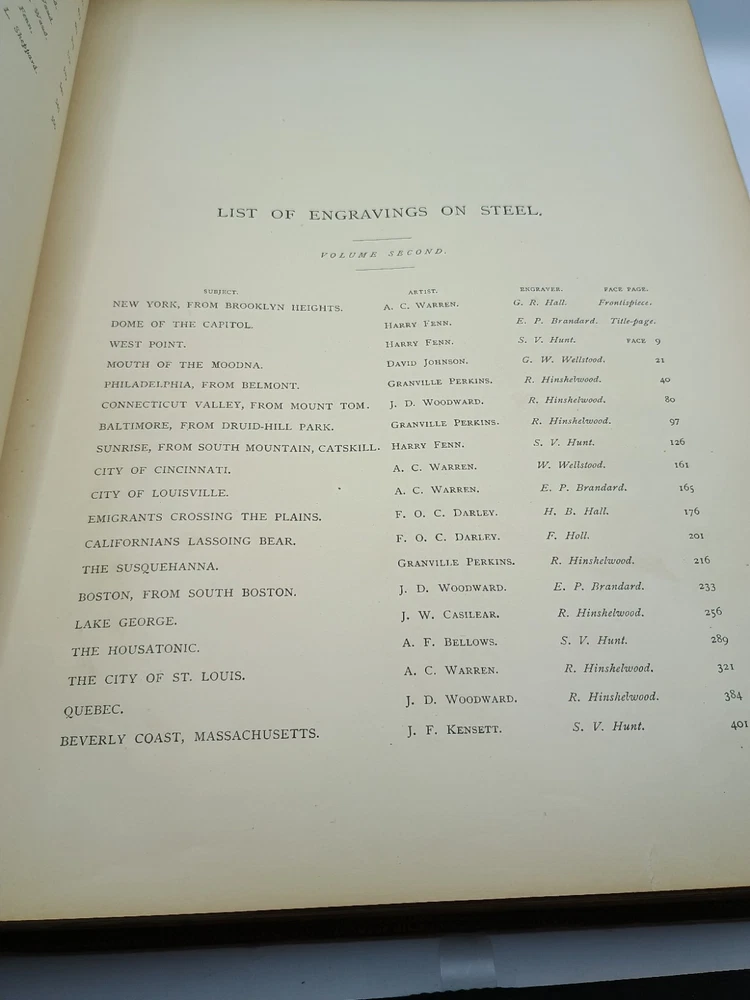 Wood.
Fenn.
L. Sheppard.
LIST OF ENGRAVINGS ON STEEL.
VOLUME SECOND.
SUBJECT. ARTIST. ENGRAVER. FACE PAGE.
NEW YORK, FROM BROOKLYN HEIGHTS. A. C. WARREN. G. R. Hall. Frontispiece.
DOME OF THE CAPITOL. HARRY FENN. E. P. Brandard. Title-page.
WEST POINT. HARRY FENN. S. V. Hunt. FACE 9
MOUTH OF THE MOODNA. DAVID JOHNSON. G. W. Wellstood. 21
PHILADELPHIA, FROM BELMONT. GRANVILLE PERKINS. R. Hinshelwood. 40
CONNECTICUT VALLEY, FROM MOUNT TOM. J. D. WOODWARD. R. Hinshelwood. 80
BALTIMORE, FROM DRUID-HILL PARK. GRANVILLE PERKINS. R. Hinshelwood. 97
SUNRISE, FROM SOUTH MOUNTAIN, CATSKILL. HARRY FENN. S. V. Hunt. 126
CITY OF CINCINNATI. A. C. WARREN. W. Wellstood. 161
CITY OF LOUISVILLE. A. C. WARREN. E. P. Brandard. 165
EMIGRANTS CROSSING THE PLAINS. F. O. C. DARLEY. H. B. Hall. 176
CALIFORNIANS LASSOING BEAR. F. O. C. DARLEY. F. Holl. 201
THE SUSQUEHANNA. GRANVILLE PERKINS. R. Hinshelwood. 216
BOSTON, FROM SOUTH BOSTON. J. D. WOODWARD. E. P. Brandard. 233
LAKE GEORGE. J. W. CASILEAR. R. Hinshelwood. 256
THE HOUSATONIC. A. F. BELLOWS. S. V. Hunt. 289
THE CITY OF ST. LOUIS. A. C. WARREN. R. Hinshelwood. 321
QUEBEC. J. D. WOODWARD. R. Hinshelwood. 384
BEVERLY COAST, MASSACHUSETTS. J. F. KENSETT. S. V. Hunt. 401